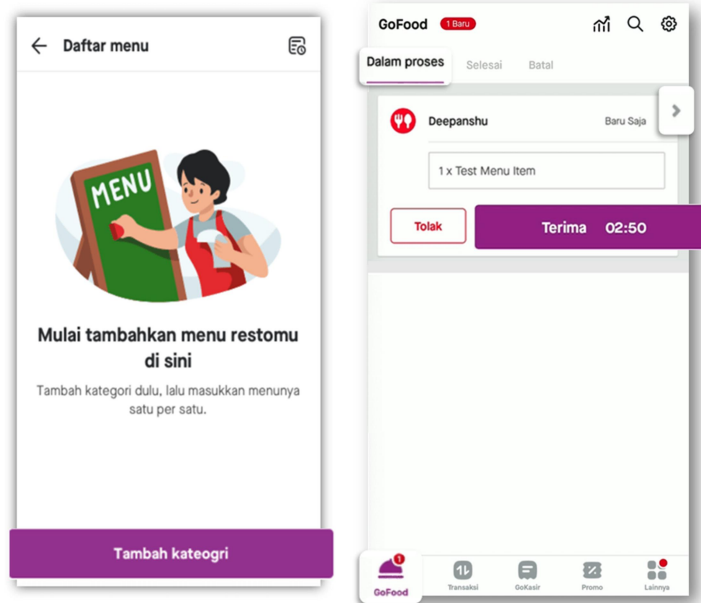 Daftar menu
MENU
Mulai tambahkan menu restomu
di sini
Tambah kategori dulu, lalu masukkan menunya
satu per satu.
Tambah kateogri
GoFood 1 Baru
Dalam proses Selesai Batal
Deepanshu Baru Saja
1 x Test Menu Item
Tolak Terima 02:50
1
GoFood Transaksi GoKasir Promo Lainnya